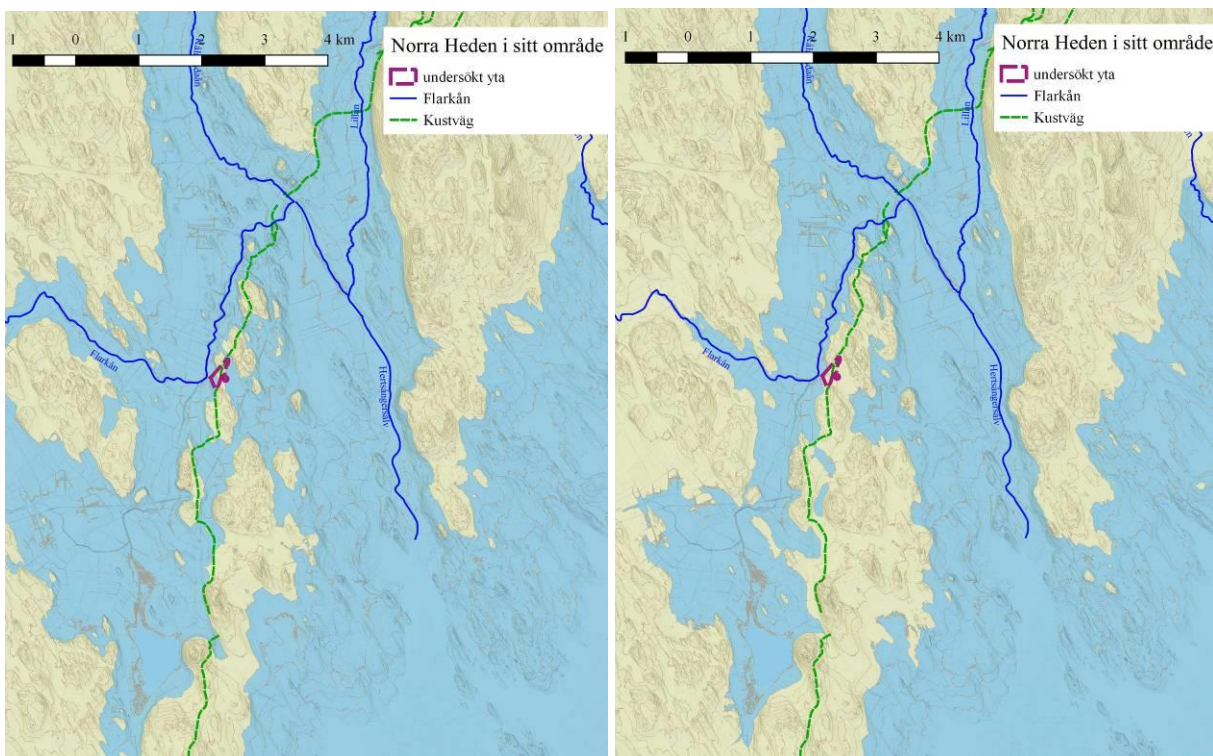 1 0 1 2 3 4 km
Norra Heden i sitt område
undersökt yta
Flarkån
Kustväg
Lillån
Flarkån
Hertsångersälv
1 0 1 2 3 4 km
Norra Heden i sitt område
undersökt yta
Flarkån
Kustväg
Lillån
Flarkån
Hertsångersälv